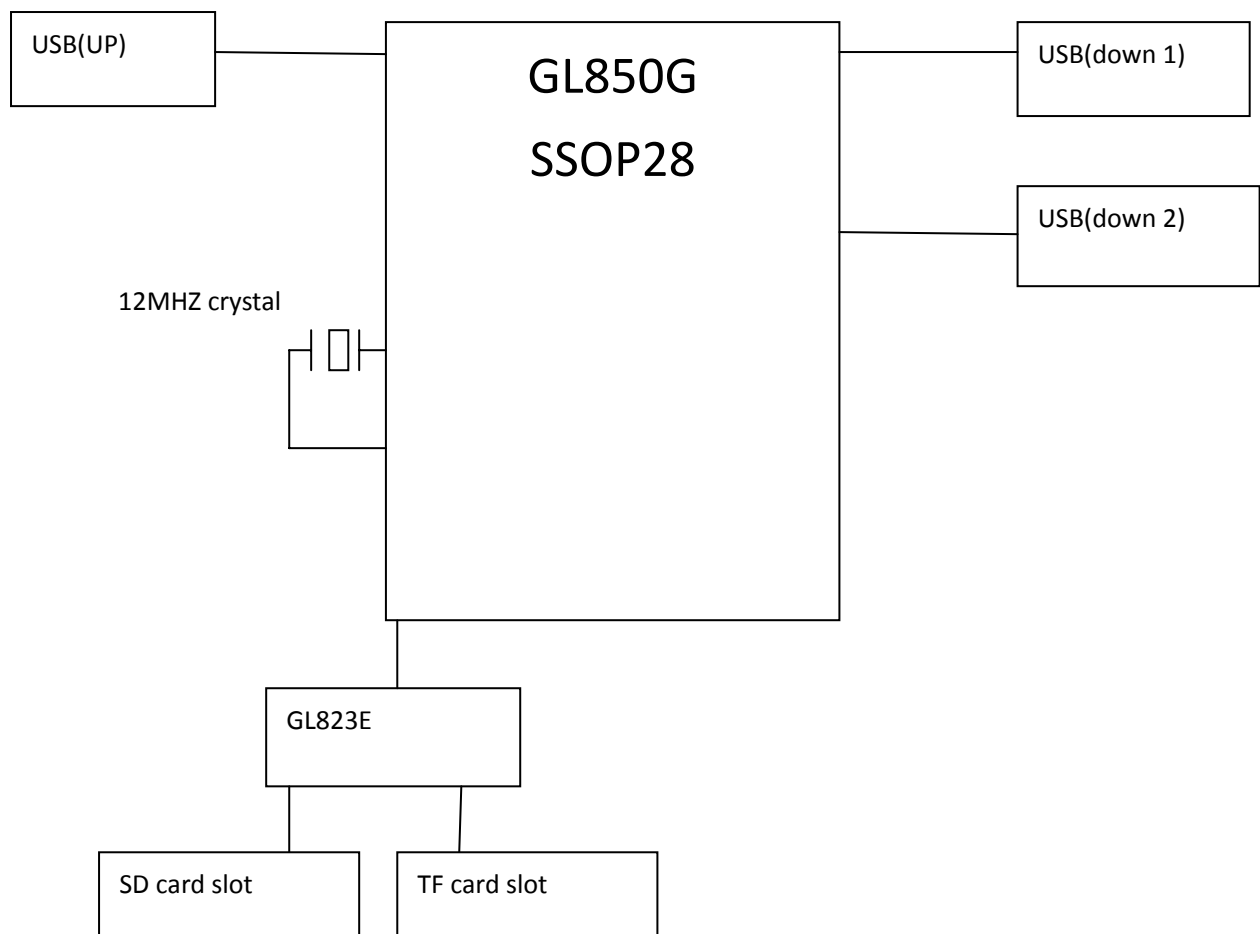 USB(UP)
GL850G
SSOP28
USB(down 1)
USB(down 2)
12MHZ crystal
GL823E
SD card slot
TF card slot